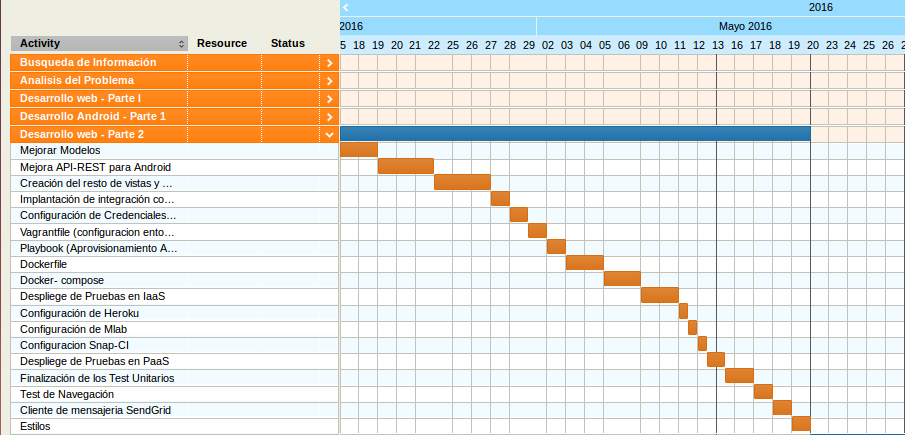 2016
2016 Mayo 2016
Activity Resource Status
5 18 19 20 21 22 25 26 27 28 29 02 03 04 05 06 09 10 11 12 13 16 17 18 19 20 23 24 25 26 2
Busqueda de Información
Analisis del Problema
Desarrollo web - Parte I
Desarrollo Android - Parte 1
Desarrollo web - Parte 2
Mejorar Modelos
Mejora API-REST para Android
Creación del resto de vistas y ...
Implantación de integración co...
Configuración de Credenciales...
Vagrantfile (configuracion ento...
Playbook (Aprovisionamiento A...
Dockerfile
Docker- compose
Despliege de Pruebas en IaaS
Configuración de Heroku
Configuración de Mlab
Configuracion Snap-CI
Despliege de Pruebas en PaaS
Finalización de los Test Unitarios
Test de Navegación
Cliente de mensajeria SendGrid
Estilos